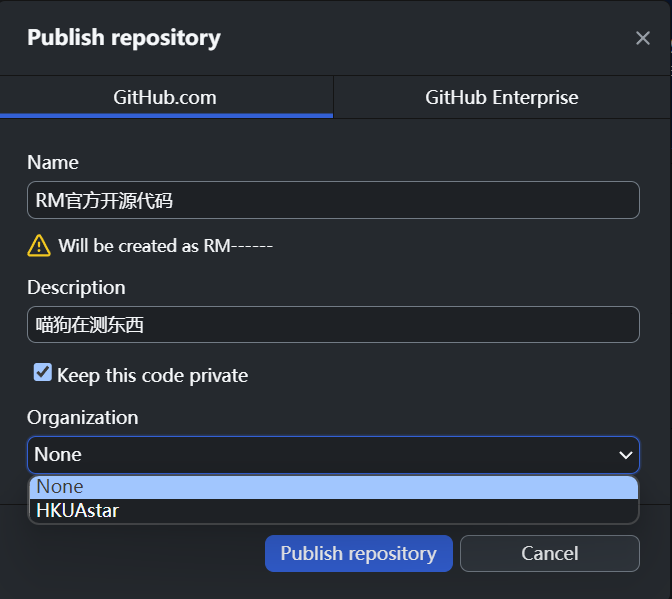 Publish repository
GitHub.com
GitHub Enterprise
Name
RM官方开源代码
Will be created as RM------
Description
喵狗在测东西
Keep this code private
Organization
None
None
HKUAstar
Publish repository
Cancel